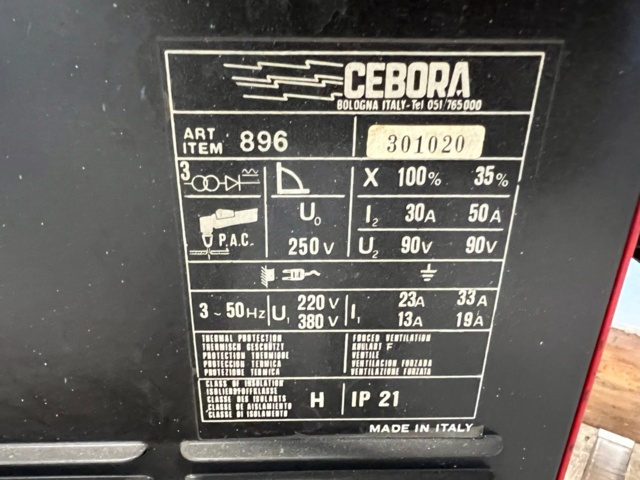 CEBORA
BOLOGNA ITALY-Tel 051/765000
ART ITEM 896 301020
3 X 100% 35%
U₀ I₂ 30A 50A
P.A.C. 250V U₂ 90V 90V
3~50Hz U₁ 220V 380V I₁ 23A 33A 13A 19A
THERMAL PROTECTION
THERMISCH GESCHÜTZT
PROTECTION THERMIQUE
PROTECCION TERMICA
PROTEZIONE TERMICA
FORCED VENTILATION
KUHLART F
VENTILE
VENTILACION FORZADA
VENTILAZIONE FORZATA
CLASS OF INSULATION
ISOLIERSTOFFKLASSE
CLASSE DES ISOLANTS
CLASE DE AISLAMIENTO
CLASSE DI ISOLAMENTO
H IP 21
MADE IN ITALY